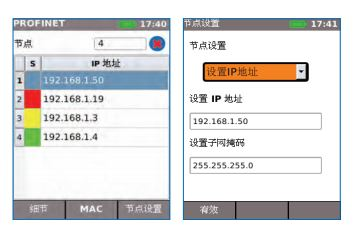 PROFINET 17:40
节点 4
S IP 地址
1 192.168.1.50
2 192.168.1.19
3 192.168.1.3
4 192.168.1.4
细节 MAC 节点设置
节点设置 17:41
节点设置
设置IP地址
设置 IP 地址
192.168.1.50
设置子网掩码
255.255.255.0
有效